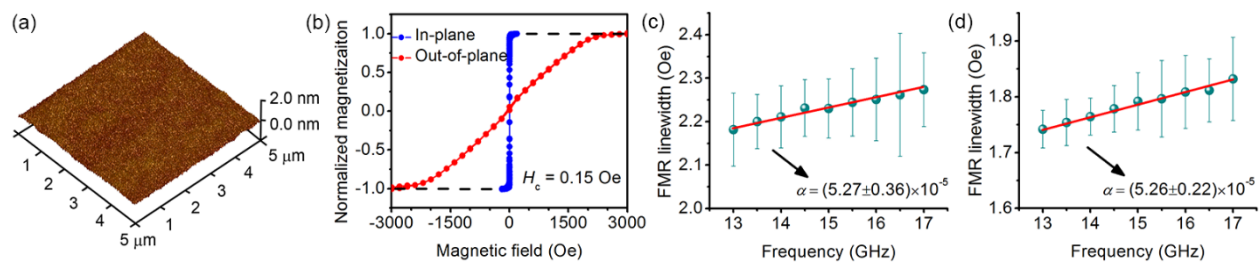 (a)
2.0 nm
0.0 nm
1
2
3
4
5 μm
1
2
3
4
5 μm
(b)
Normalized magnetizaiton
1.0
0.5
0.0
-0.5
-1.0
In-plane
Out-of-plane
Hc = 0.15 Oe
-3000 -1500 0 1500 3000
Magnetic field (Oe)
(c)
FMR linewidth (Oe)
2.4
2.3
2.2
2.1
2.0
α = (5.27±0.36)×10-5
13 14 15 16 17
Frequency (GHz)
(d)
FMR linewidth (Oe)
1.9
1.8
1.7
1.6
α = (5.26±0.22)×10-5
13 14 15 16 17
Frequency (GHz)